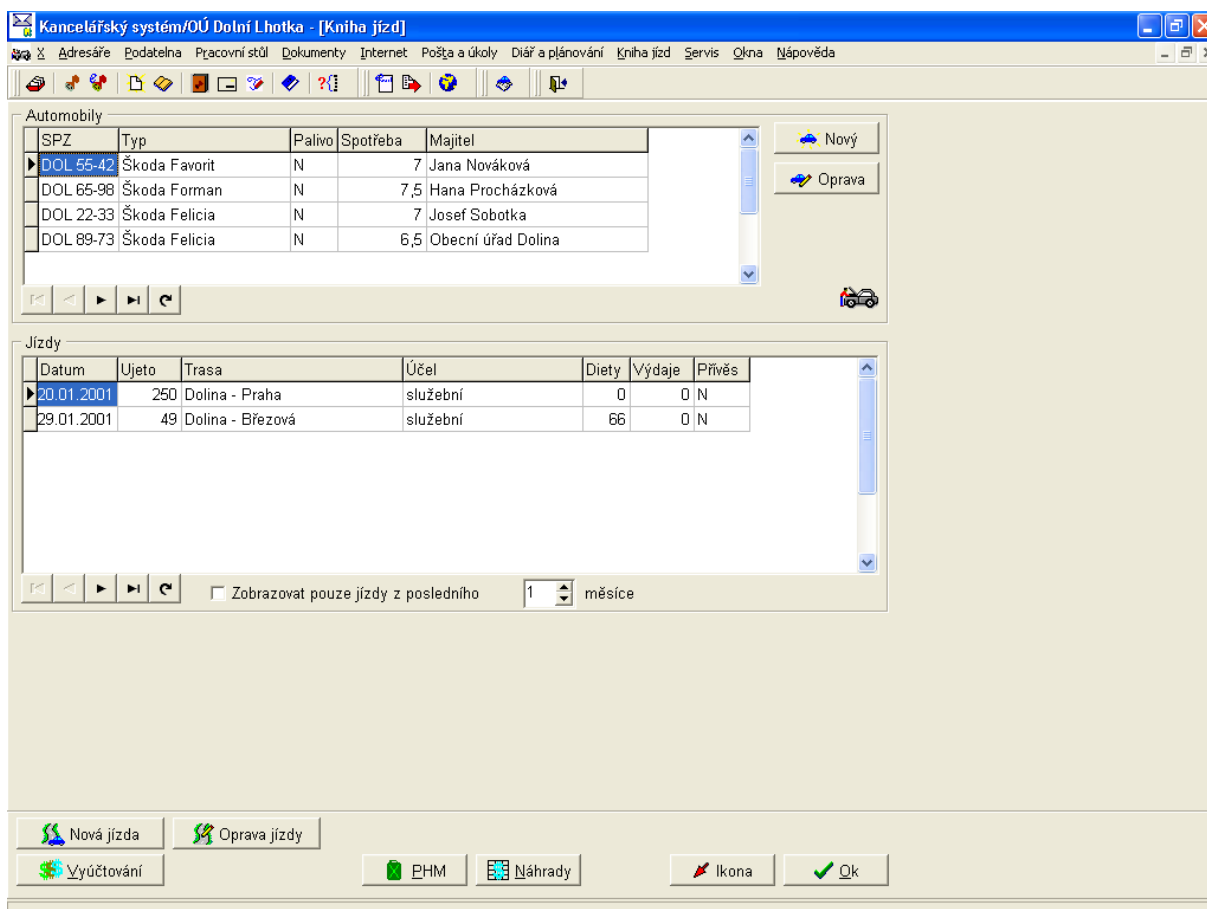 Kancelářský systém/OÚ Dolní Lhotka - [Kniha jízd]
X Adresáře Podatelna Pracovní stůl Dokumenty Internet Pošta a úkoly Diář a plánování Kniha jízd Servis Okna Nápověda
Automobily
SPZ Typ Palivo Spotřeba Majitel
DOL 55-42 Škoda Favorit N 7 Jana Nováková
DOL 65-98 Škoda Forman N 7,5 Hana Procházková
DOL 22-33 Škoda Felicia N 7 Josef Sobotka
DOL 89-73 Škoda Felicia N 6,5 Obecní úřad Dolina
Nový
Oprava
Jízdy
Datum Ujeto Trasa Účel Diety Výdaje Přívěs
20.01.2001 250 Dolina - Praha služební 0 0 N
29.01.2001 49 Dolina - Březová služební 66 0 N
Zobrazovat pouze jízdy z posledního 1 měsíce
Nová jízda Oprava jízdy
Vyúčtování PHM Náhrady Ikona Ok